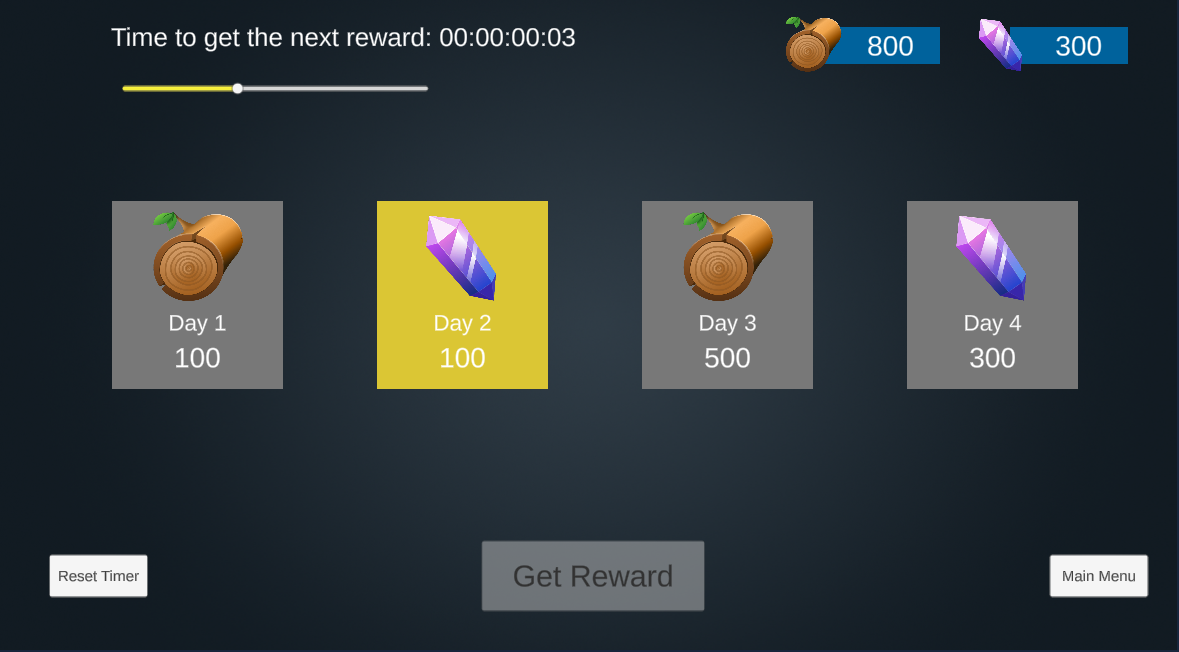 Time to get the next reward: 00:00:00:03
800
300
Day 1
100
Day 2
100
Day 3
500
Day 4
300
Reset Timer
Get Reward
Main Menu